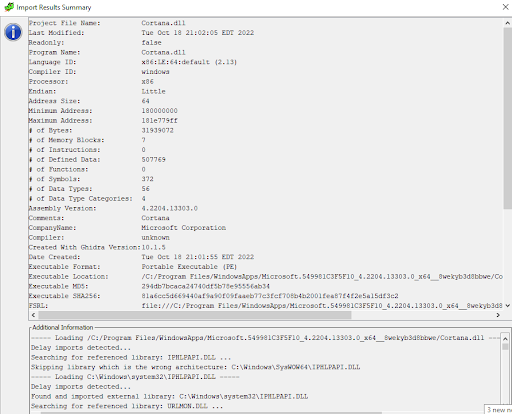 Import Results Summary
Project File Name: Cortana.dll
Last Modified: Tue Oct 18 21:02:05 EDT 2022
Readonly: false
Program Name: Cortana.dll
Language ID: x86:LE:64:default (2.13)
Compiler ID: windows
Processor: x86
Endian: Little
Address Size: 64
Minimum Address: 180000000
Maximum Address: 181e779ff
# of Bytes: 31939072
# of Memory Blocks: 7
# of Instructions: 0
# of Defined Data: 507769
# of Functions: 0
# of Symbols: 372
# of Data Types: 56
# of Data Type Categories: 4
Assembly Version: 4.2204.13303.0
Comments: Cortana
CompanyName: Microsoft Corporation
Compiler: unknown
Created With Ghidra Version: 10.1.5
Date Created: Tue Oct 18 21:01:55 EDT 2022
Executable Format: Portable Executable (PE)
Executable Location: /C:/Program Files/WindowsApps/Microsoft.549981C3F5F10_4.2204.13303.0_x64__8wekyb3d8bbwe/Co
Executable MD5: 294db7bcaca24740df5b78e95556ab34
Executable SHA256: 81a6cc5d669440af9a90f09faaeb77c3fcf708b4b2001fea87f4f2e5a15df3c2
FSRL: file:///C:/Program Files/WindowsApps/Microsoft.549981C3F5F10_4.2204.13303.0_x64__8wekyb3d8
Additional Information
----- Loading /C:/Program Files/WindowsApps/Microsoft.549981C3F5F10_4.2204.13303.0_x64__8wekyb3d8bbwe/Cortana.dll ---
Delay imports detected...
Searching for referenced library: IPHLPAPI.DLL ...
Skipping library which is the wrong architecture: C:\Windows\SysWOW64\IPHLPAPI.DLL
----- Loading C:\Windows\system32\IPHLPAPI.DLL -----
Delay imports detected...
Found and imported external library: C:\Windows\system32\IPHLPAPI.DLL
Searching for referenced library: URLMON.DLL ...
3 new no